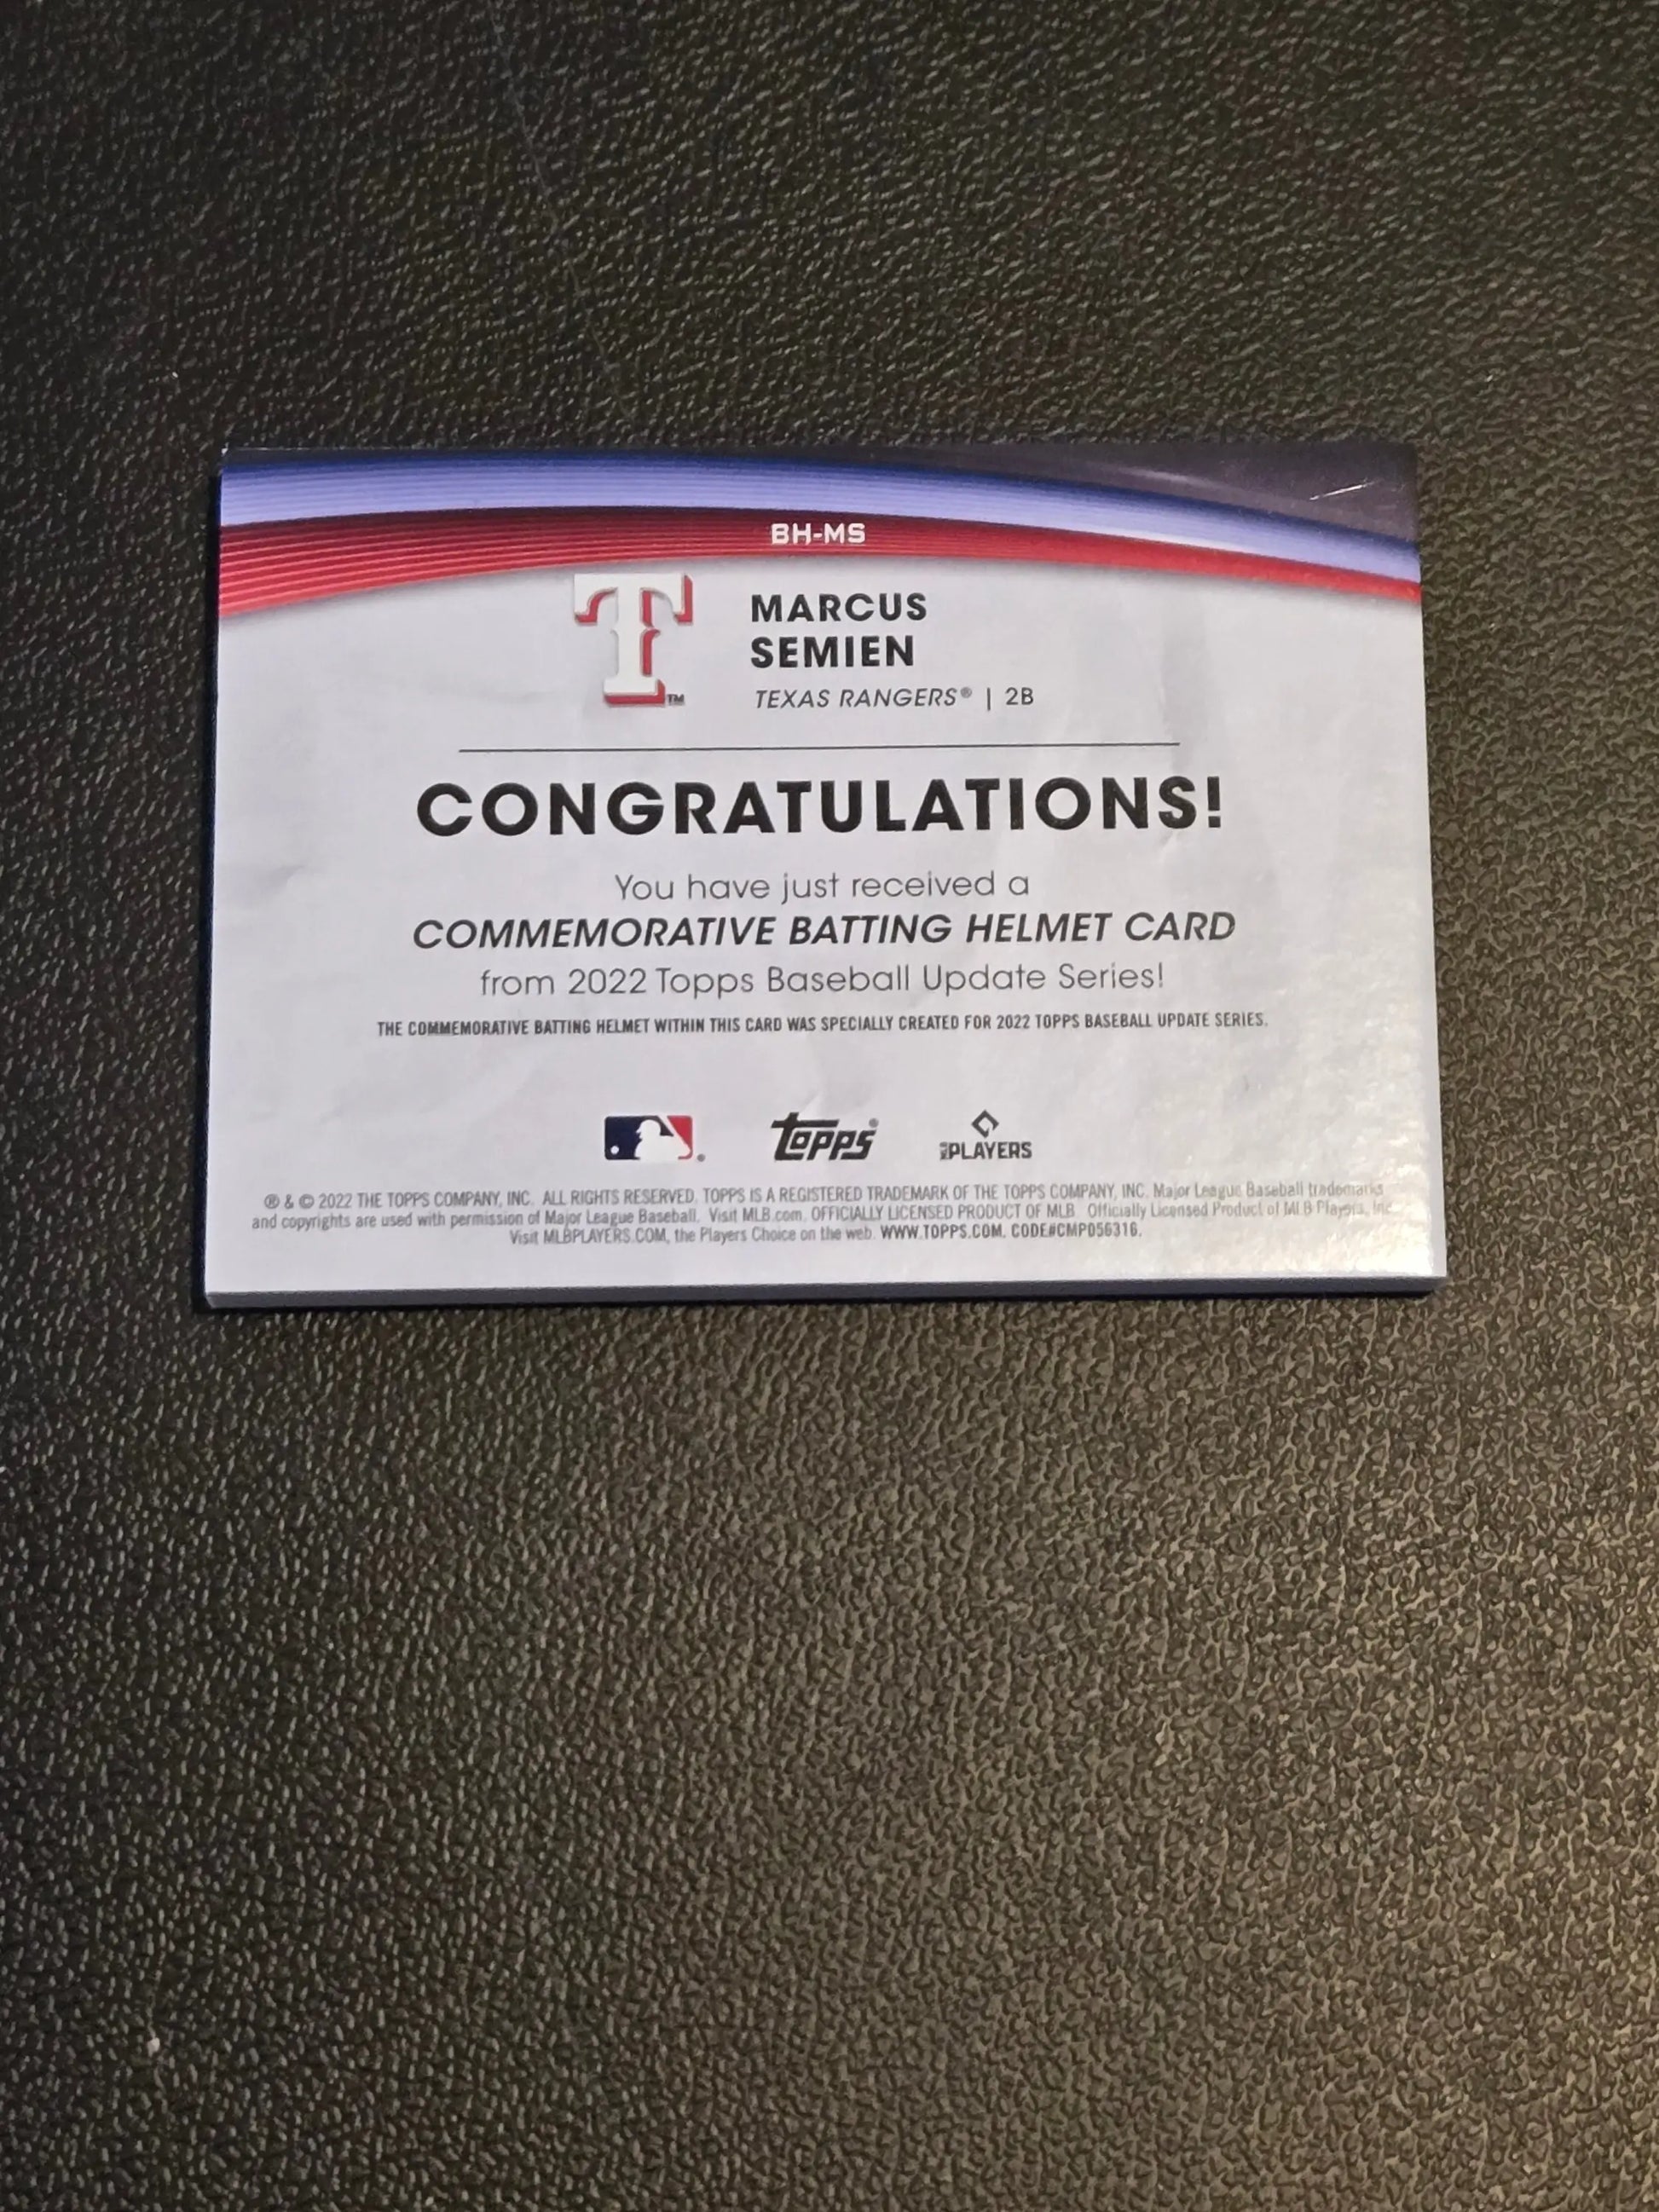 BH-MS
T™
MARCUS
SEMIEN
TEXAS RANGERS® | 2B
CONGRATULATIONS!
You have just received a
COMMEMORATIVE BATTING HELMET CARD
from 2022 Topps Baseball Update Series!
THE COMMEMORATIVE BATTING HELMET WITHIN THIS CARD WAS SPECIALLY CREATED FOR 2022 TOPPS BASEBALL UPDATE SERIES.
topps® PLAYERS
® & © 2022 THE TOPPS COMPANY, INC. ALL RIGHTS RESERVED. TOPPS IS A REGISTERED TRADEMARK OF THE TOPPS COMPANY, INC. Major League Baseball trademarks
and copyrights are used with permission of Major League Baseball. Visit MLB.com. OFFICIALLY LICENSED PRODUCT OF MLB Officially Licensed Product of MLB Players, Inc.
Visit MLBPLAYERS.COM, the Players Choice on the web. WWW.TOPPS.COM. CODE#CMP056316.